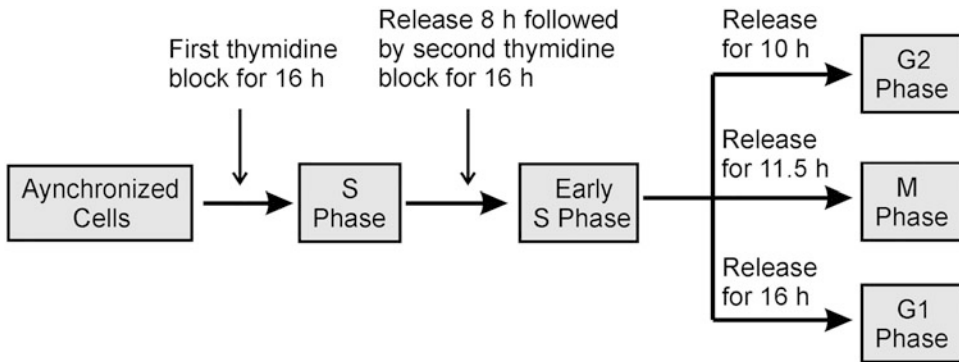 First thymidine
block for 16 h
Release 8 h followed
by second thymidine
block for 16 h
Release
for 10 h
G2
Phase
Aynchronized
Cells
S
Phase
Early
S Phase
Release
for 11.5 h
M
Phase
Release
for 16 h
G1
Phase